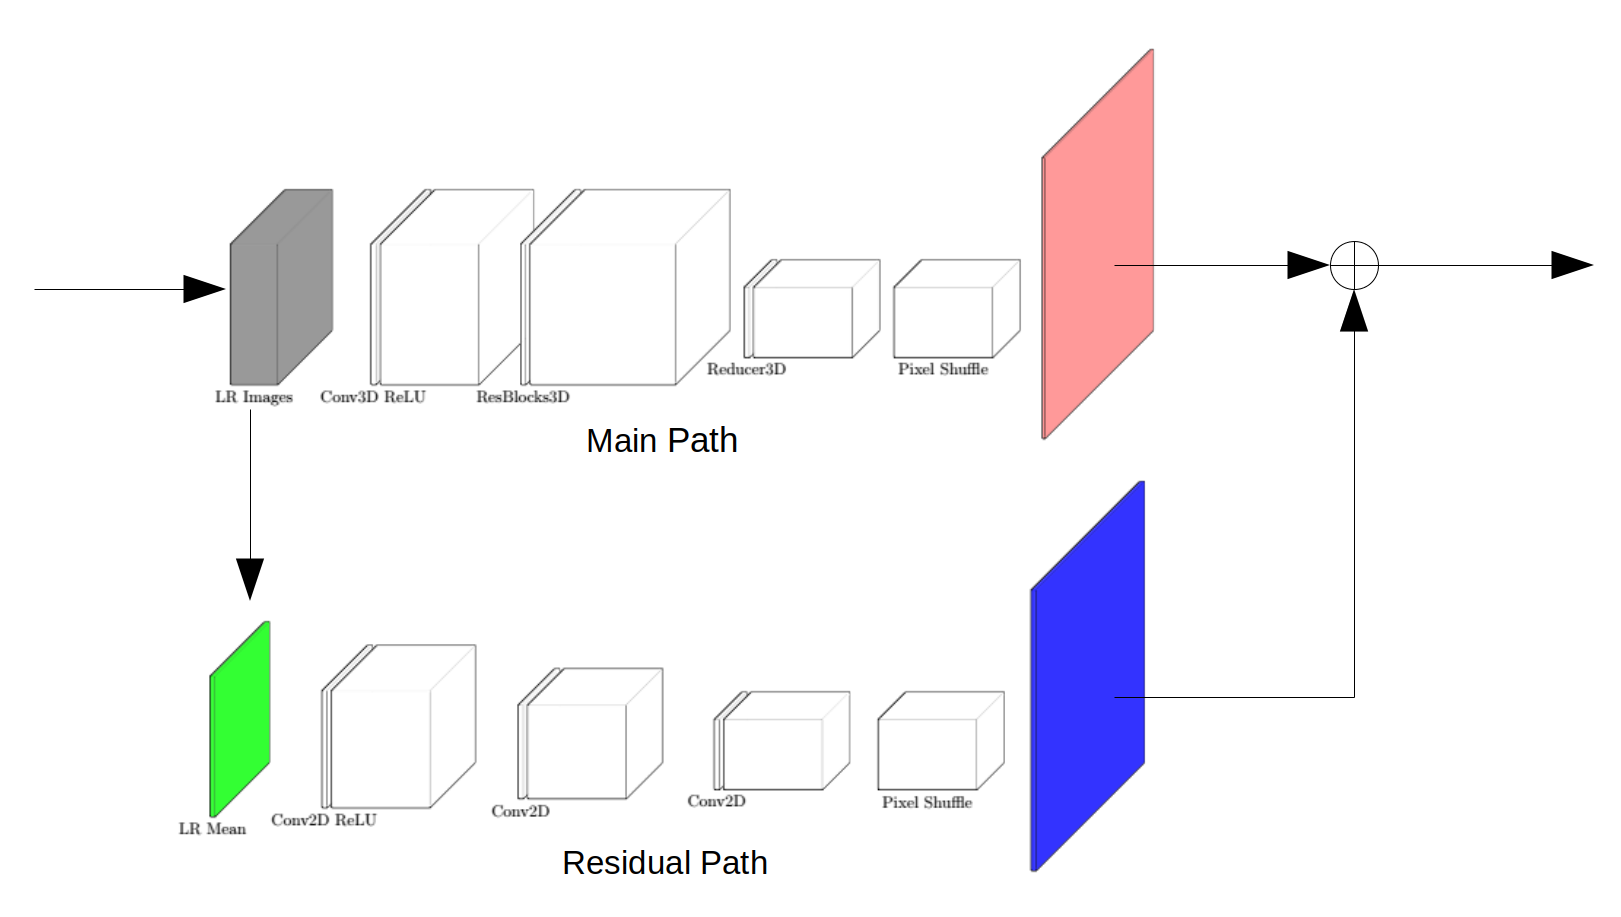 LR Images
Conv3D ReLU
ResBlocks3D
Reducer3D
Pixel Shuffle
Main Path
LR Mean
Conv2D ReLU
Conv2D
Conv2D
Pixel Shuffle
Residual Path